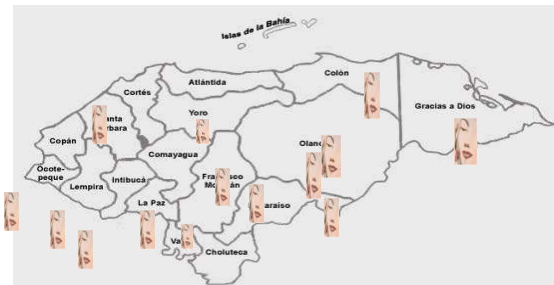 Islas de la Bahía
Atlántida
Colón
Cortés
Yoro
Gracias a Dios
Copán
Comayagua
Ocote-
peque
Intibucá
Lempira
La Paz
Choluteca